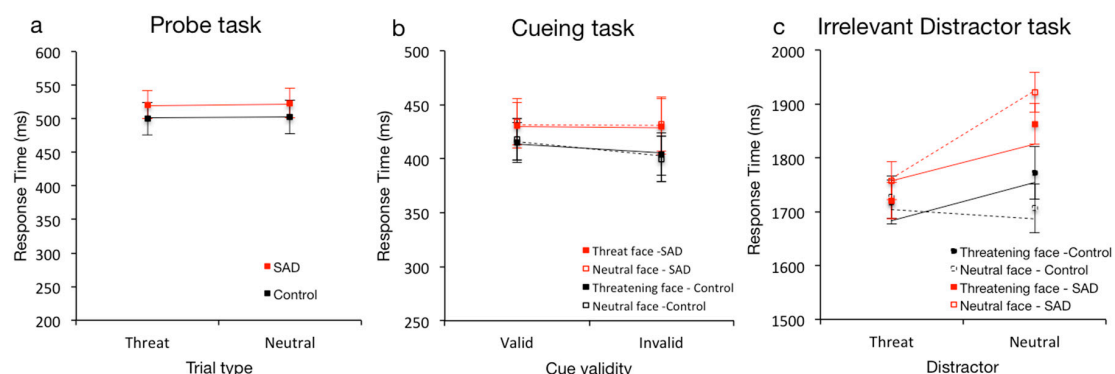 a
Probe task
600
550
500
450
400
350
300
250
200
Response Time (ms)
SAD
Control
Threat
Neutral
Trial type
b
Cueing task
500
450
400
350
300
250
Response Time (ms)
Threat face -SAD
Neutral face - SAD
Threatening face - Control
Neutral face -Control
Valid
Invalid
Cue validity
c
Irrelevant Distractor task
2000
1900
1800
1700
1600
1500
Response Time (ms)
Threatening face -Control
Neutral face - Control
Threatening face - SAD
Neutral face - SAD
Threat
Neutral
Distractor